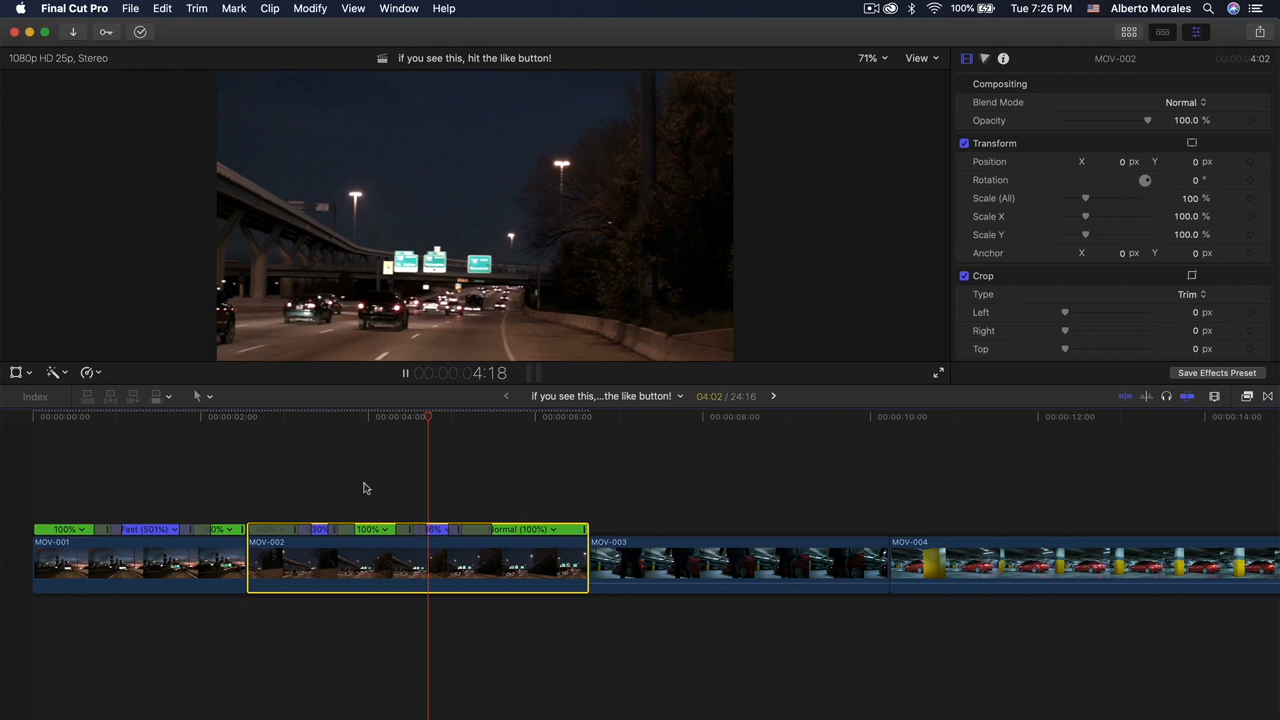 Final Cut Pro File Edit Trim Mark Clip Modify View Window Help 100% Tue 7:26 PM Alberto Morales
1080p HD 25p, Stereo if you see this, hit the like button! 71% View MOV-002 00:00:04:02
Compositing
Blend Mode Normal
Opacity 100.0 %
Transform
Position X 0 px Y 0 px
Rotation 0 °
Scale (All) 100 %
Scale X 100.0 %
Scale Y 100.0 %
Anchor X 0 px Y 0 px
Crop
Type Trim
Left 0 px
Right 0 px
Top 0 px
00:00:04:18 Save Effects Preset
Index if you see this,...the like button! 04:02 / 24:16
00:00:00:00 00:00:02:00 00:00:04:00 00:00:06:00 00:00:08:00 00:00:10:00 00:00:12:00 00:00:14:00
100% Fast (501%) 0% 100% 30% 100% 6% Normal (100%)
MOV-001 MOV-002 MOV-003 MOV-004